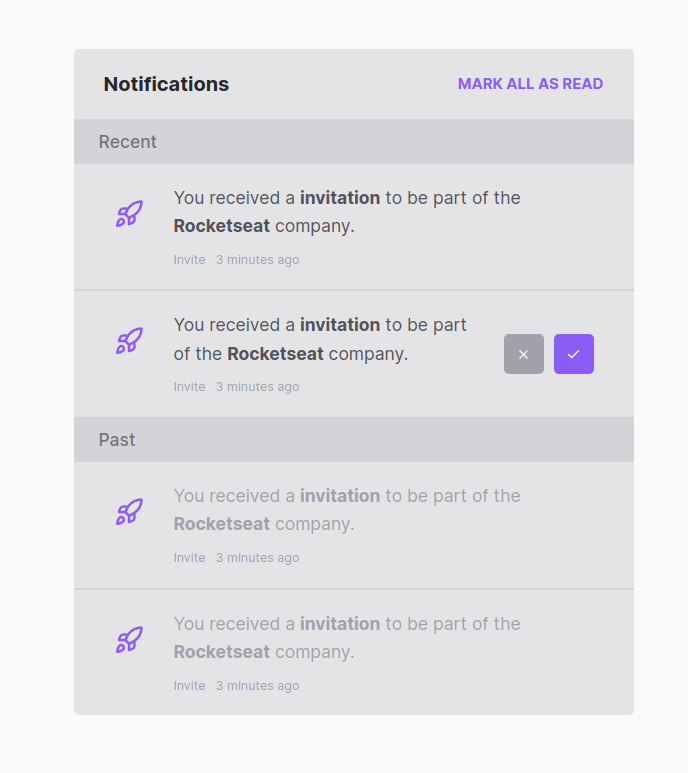 Notifications
MARK ALL AS READ
Recent
You received a invitation to be part of the
Rocketseat company.
Invite 3 minutes ago
You received a invitation to be part
of the Rocketseat company.
Invite 3 minutes ago
Past
You received a invitation to be part of the
Rocketseat company.
Invite 3 minutes ago
You received a invitation to be part of the
Rocketseat company.
Invite 3 minutes ago